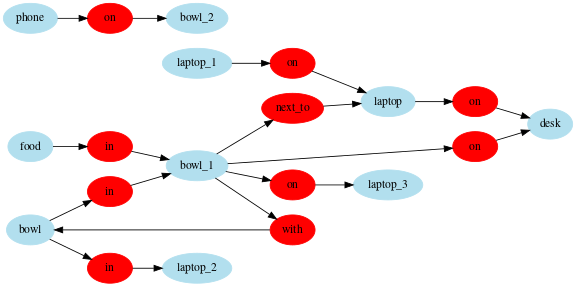 phone on bowl_2
laptop_1 on
next_to laptop on
desk
food in on
bowl_1
in on laptop_3
bowl with
in laptop_2